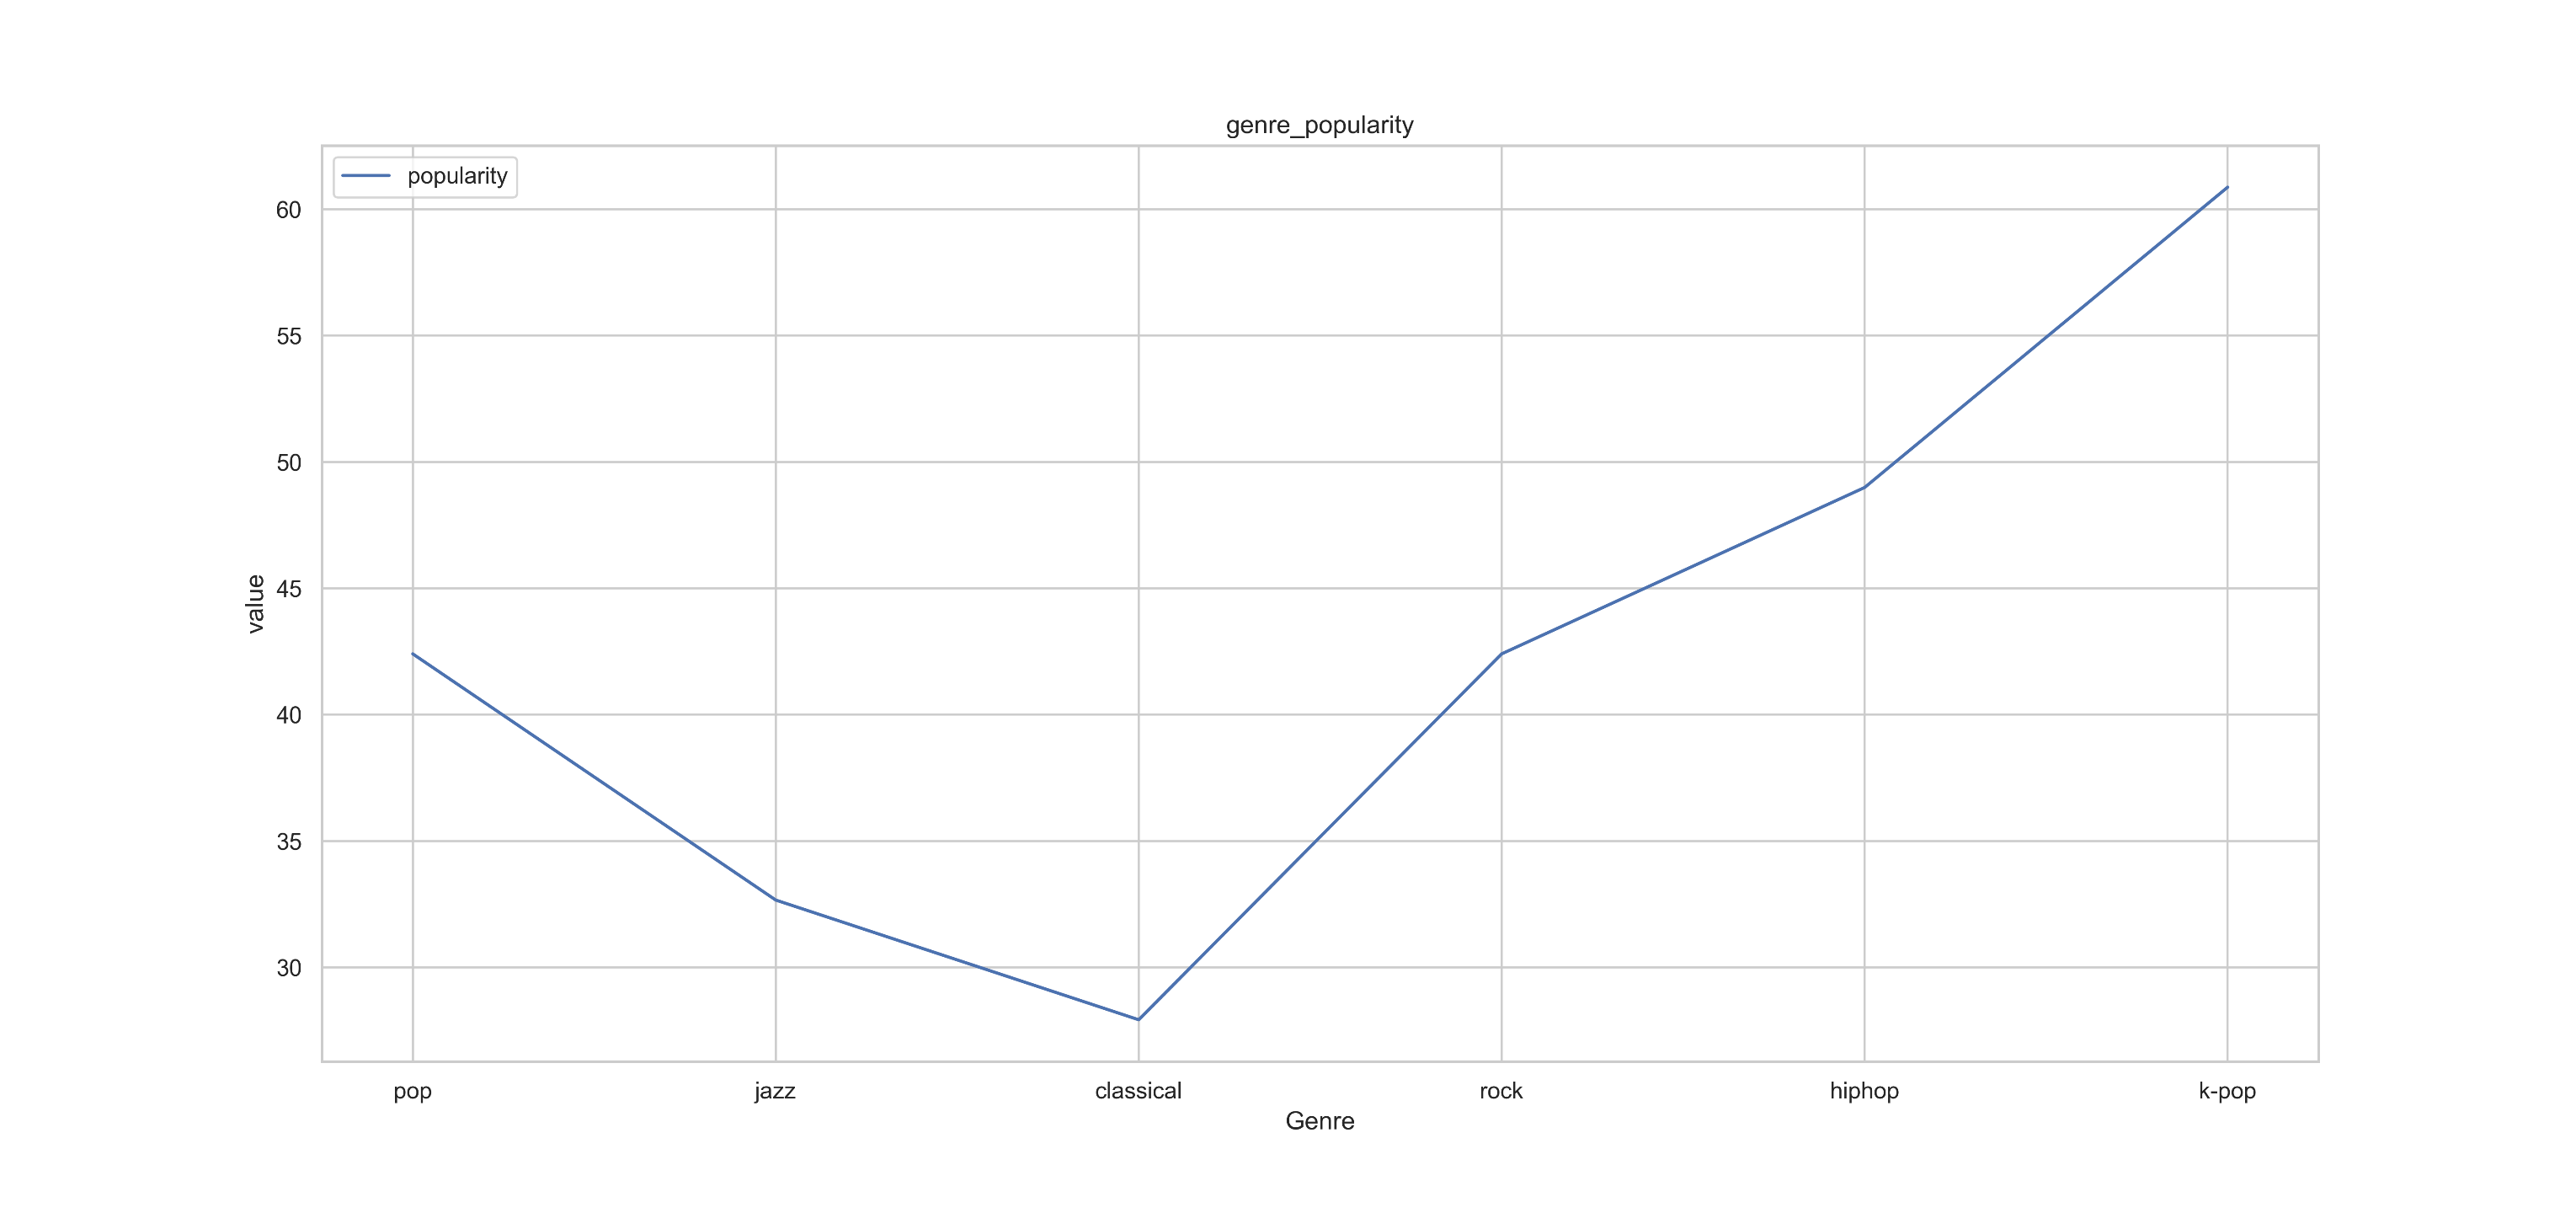 genre_popularity
popularity
60
55
50
45
40
35
30
value
pop jazz classical rock hiphop k-pop
Genre